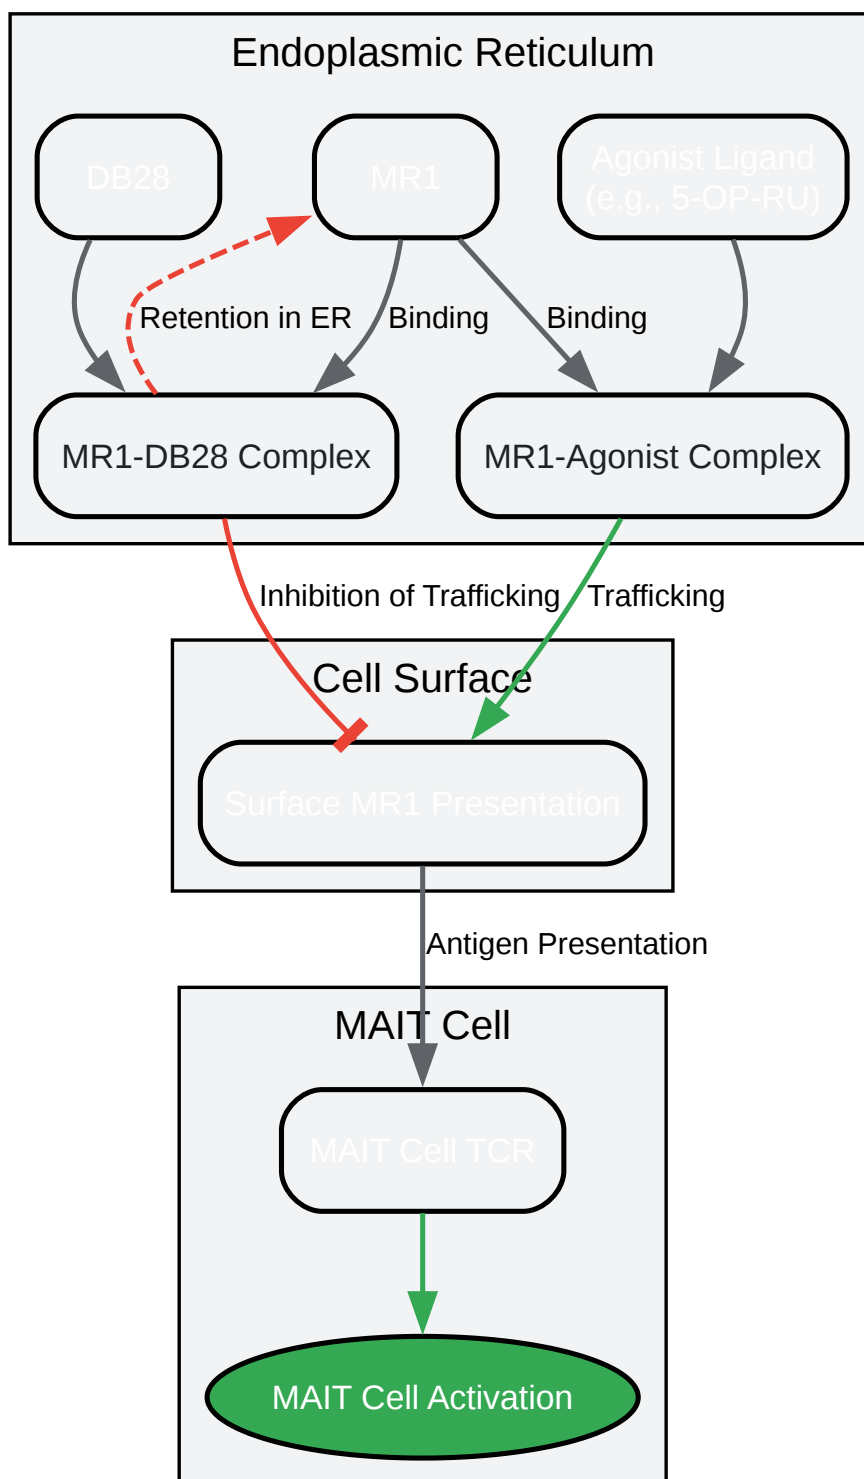 Endoplasmic Reticulum
DB28
MR1
Agonist Ligand
(e.g., 5-OP-RU)
Retention in ER
Binding
Binding
MR1-DB28 Complex
MR1-Agonist Complex
Inhibition of Trafficking
Trafficking
Cell Surface
Surface MR1 Presentation
Antigen Presentation
MAIT Cell
MAIT Cell TCR
MAIT Cell Activation